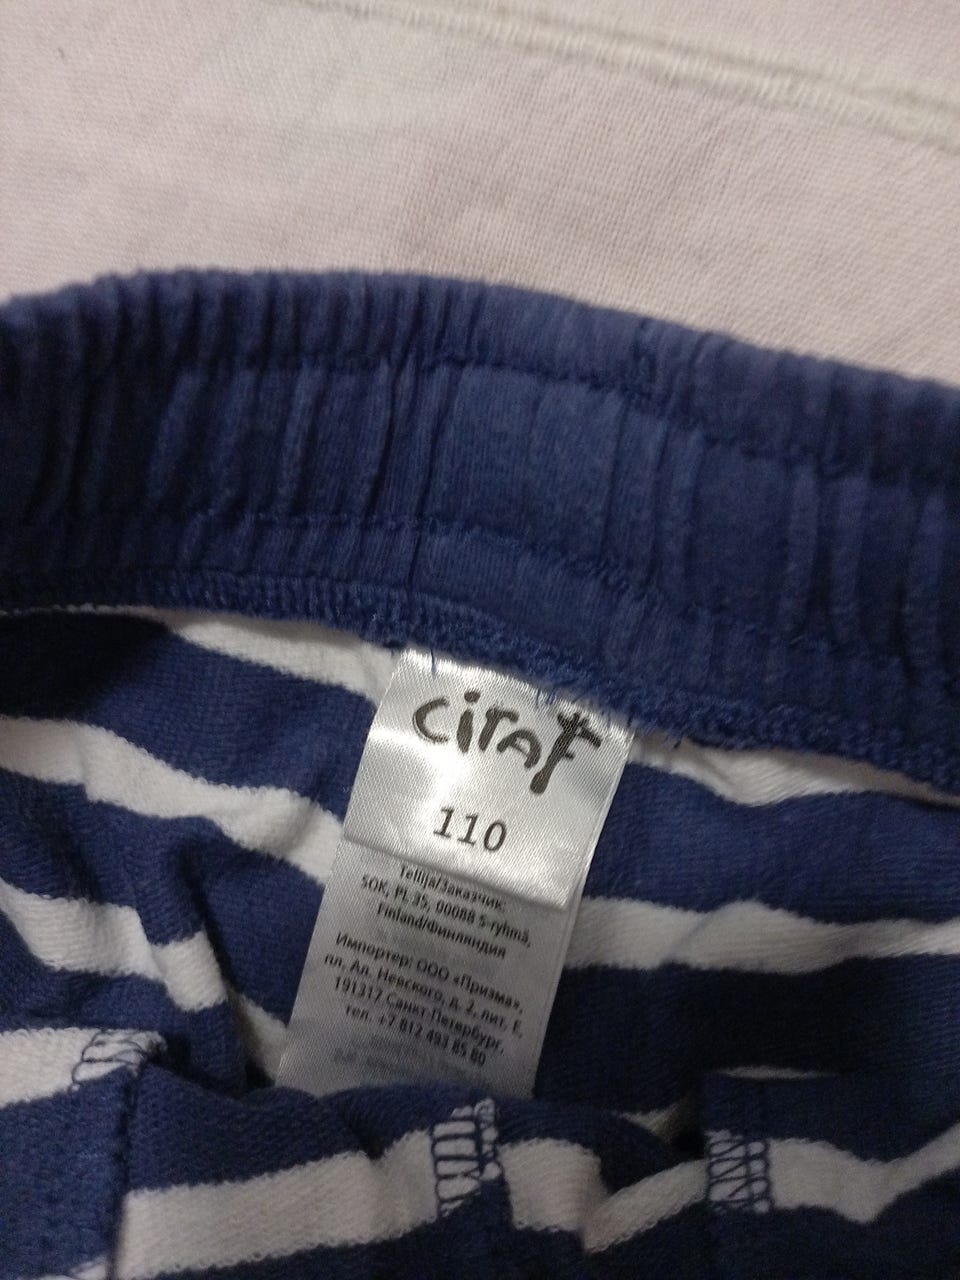 ciraf
110
Tellija/Заказчик:
SOK, PL 35, 00088 S-ryhmä,
Finland/Финляндия
Импортер: ООО «Призма»,
пл. Ал. Невского, д. 2, лит. Е,
191317 Санкт-Петербург,
тел. +7 812 493 85 80